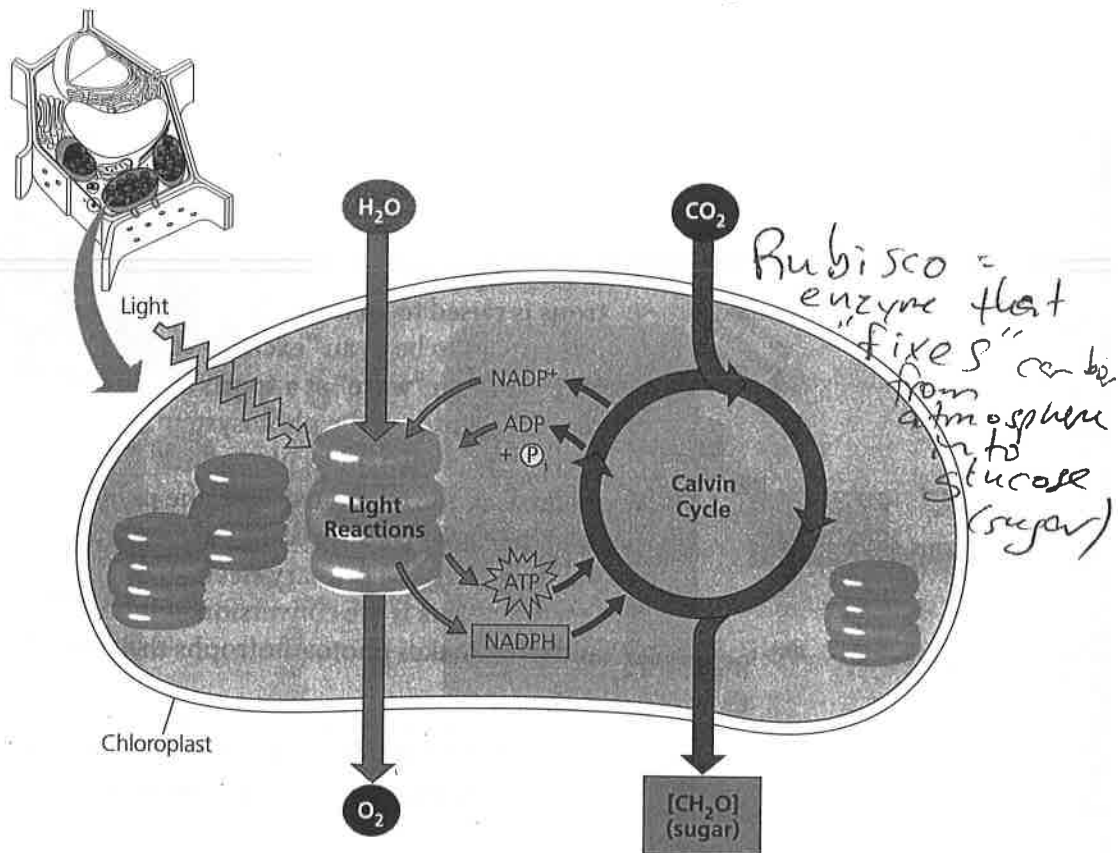 H₂O
CO₂
Rubisco =
enzyme that
"fixes" carbon
from
atmosphere
into
glucose
(sugar)
Light
NADP⁺
ADP
+ Pᵢ
Light
Reactions
Calvin
Cycle
ATP
NADPH
Chloroplast
O₂
[CH₂O]
(sugar)